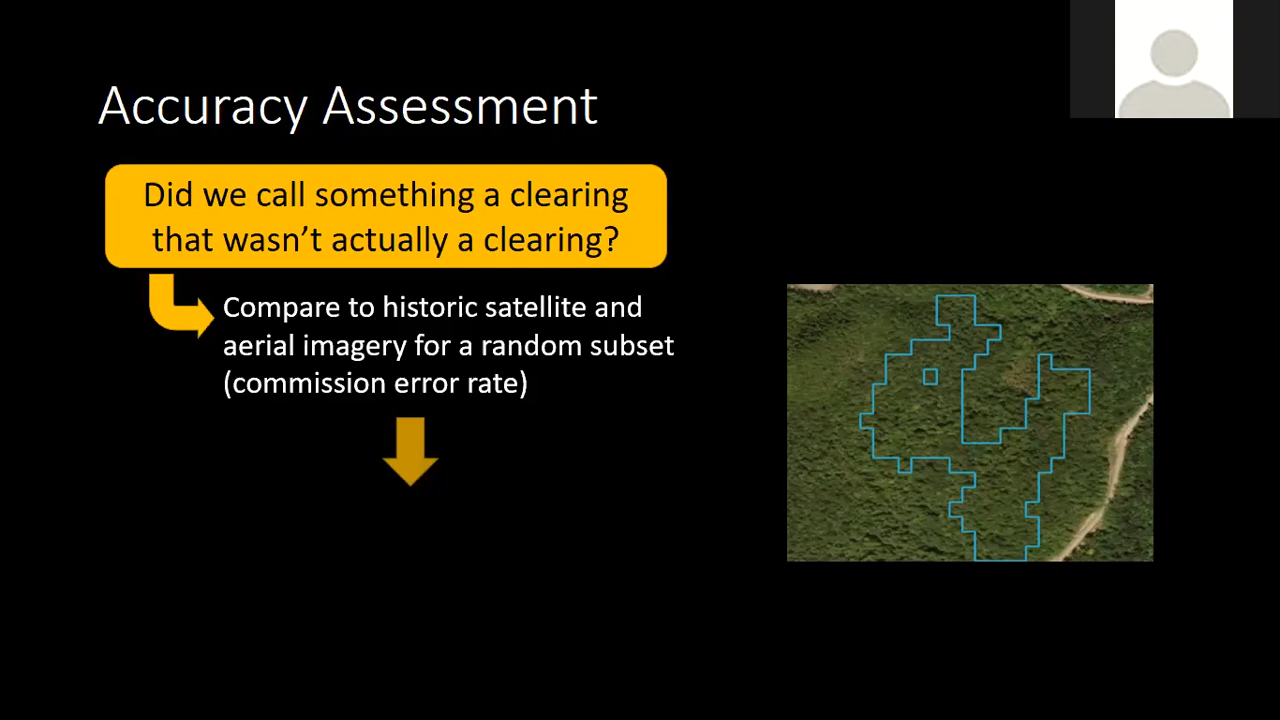 Accuracy Assessment
Did we call something a clearing
that wasn’t actually a clearing?
Compare to historic satellite and
aerial imagery for a random subset
(commission error rate)